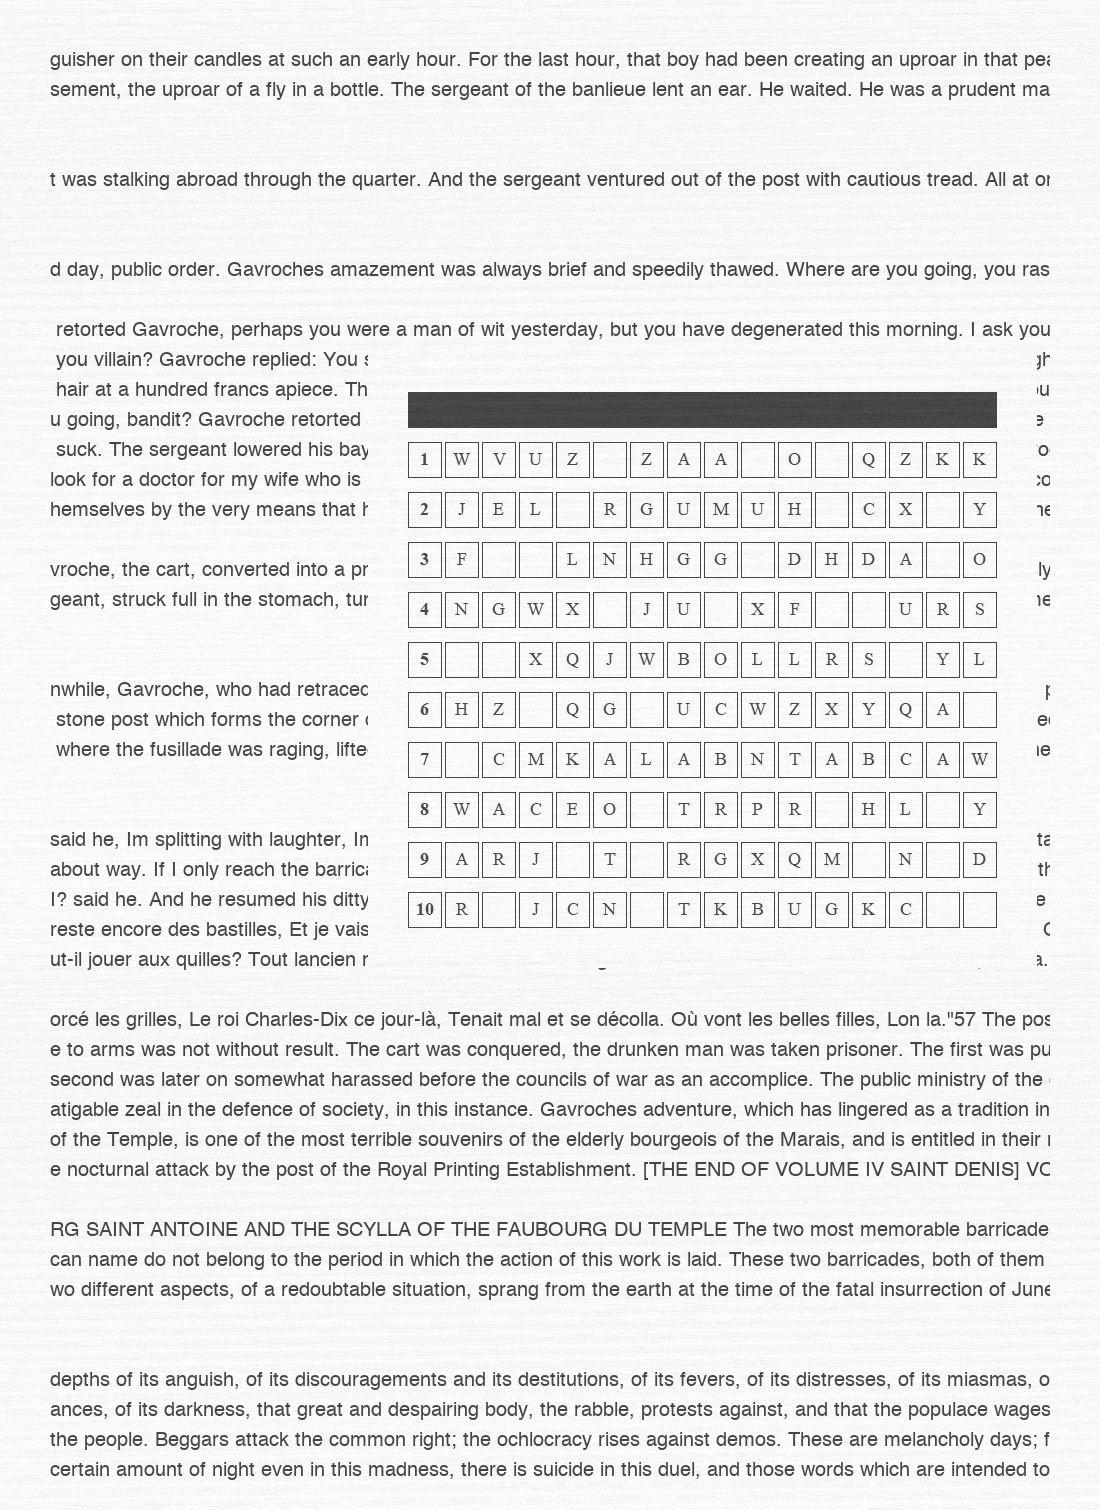 guisher on their candles at such an early hour. For the last hour, that boy had been creating an uproar in that
sement, the uproar of a fly in a bottle. The sergeant of the banlieue lent an ear. He waited. He was a prudent ma
t was stalking abroad through the quarter. And the sergeant ventured out of the post with cautious tread. All at
d day, public order. Gavroches amazement was always brief and speedily thawed. Where are you going, you ras
retorted Gavroche, perhaps you were a man of wit yesterday, but you have degenerated this morning. I ask you
you villain? Gavroche replied: You
hair at a hundred francs apiece. Th
u going, bandit? Gavroche retorted
suck. The sergeant lowered his bay
look for a doctor for my wife who is
hemselves by the very means that
vroche, the cart, converted into a pr
geant, struck full in the stomach, tur
nwhile, Gavroche, who had retraced
stone post which forms the corner
where the fusillade was raging, lifte
said he, Im splitting with laughter, Im
about way. If I only reach the barrica
I? said he. And he resumed his ditty
reste encore des bastilles, Et je vais
ut-il jouer aux quilles? Tout lancien
1 W V U Z Z A A O Q Z K K
2 J E L R G U M U H C X Y
3 F L N H G G D H D A O
4 N G W X J U X F U R S
5 X Q J W B O L L R S Y L
6 H Z Q G U C W Z X Y Q A
7 C M K A L A B N T A B C A W
8 W A C E O T R P R H L Y
9 A R J T R G X Q M N D
10 R J C N T K B U G K C
orcé les grilles, Le roi Charles-Dix ce jour-là, Tenait mal et se décolla. Où vont les belles filles, Lon la."57 The pos
e to arms was not without result. The cart was conquered, the drunken man was taken prisoner. The first was pu
second was later on somewhat harassed before the councils of war as an accomplice. The public ministry of the
atigable zeal in the defence of society, in this instance. Gavroches adventure, which has lingered as a tradition in
of the Temple, is one of the most terrible souvenirs of the elderly bourgeois of the Marais, and is entitled in their
e nocturnal attack by the post of the Royal Printing Establishment. [THE END OF VOLUME IV SAINT DENIS]
RG SAINT ANTOINE AND THE SCYLLA OF THE FAUBOURG DU TEMPLE The two most memorable barricade
can name do not belong to the period in which the action of this work is laid. These two barricades, both of them
wo different aspects, of a redoubtable situation, sprang from the earth at the time of the fatal insurrection of June
depths of its anguish, of its discouragements and its destitutions, of its fevers, of its distresses, of its miasmas, o
ances, of its darkness, that great and despairing body, the rabble, protests against, and that the populace wages
the people. Beggars attack the common right; the ochlocracy rises against demos. These are melancholy days; f
certain amount of night even in this madness, there is suicide in this duel, and those words which are intended to